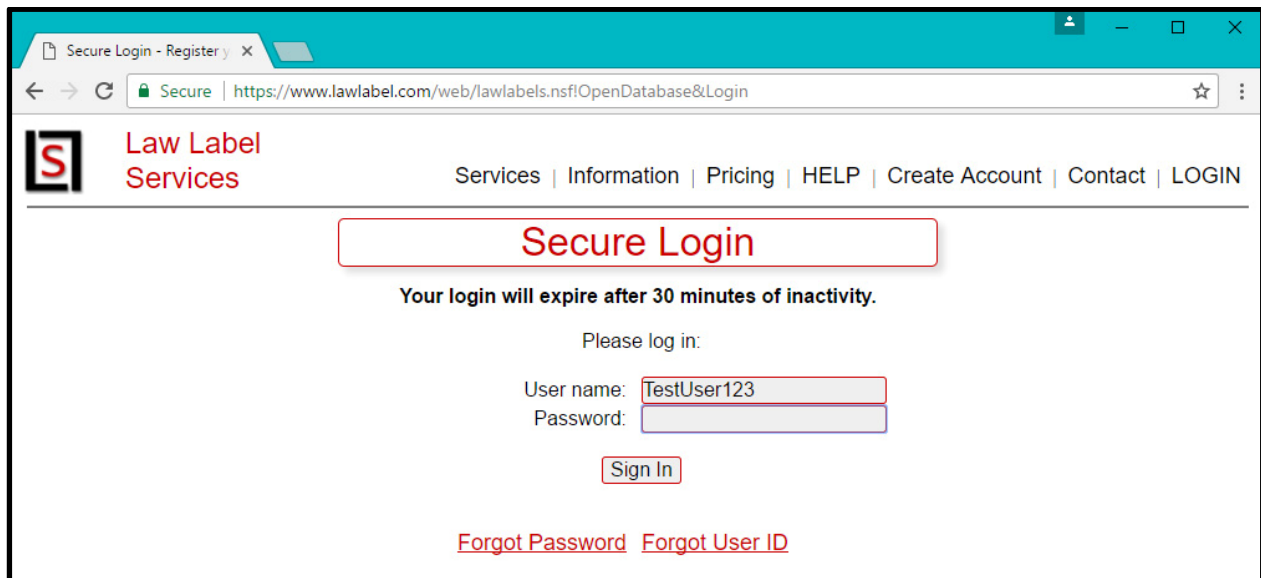 Secure Login - Register y
Secure | https://www.lawlabel.com/web/lawlabels.nsf!OpenDatabase&Login
LS
Law Label
Services
Services | Information | Pricing | HELP | Create Account | Contact | LOGIN
Secure Login
Your login will expire after 30 minutes of inactivity.
Please log in:
User name: TestUser123
Password:
Sign In
Forgot Password Forgot User ID